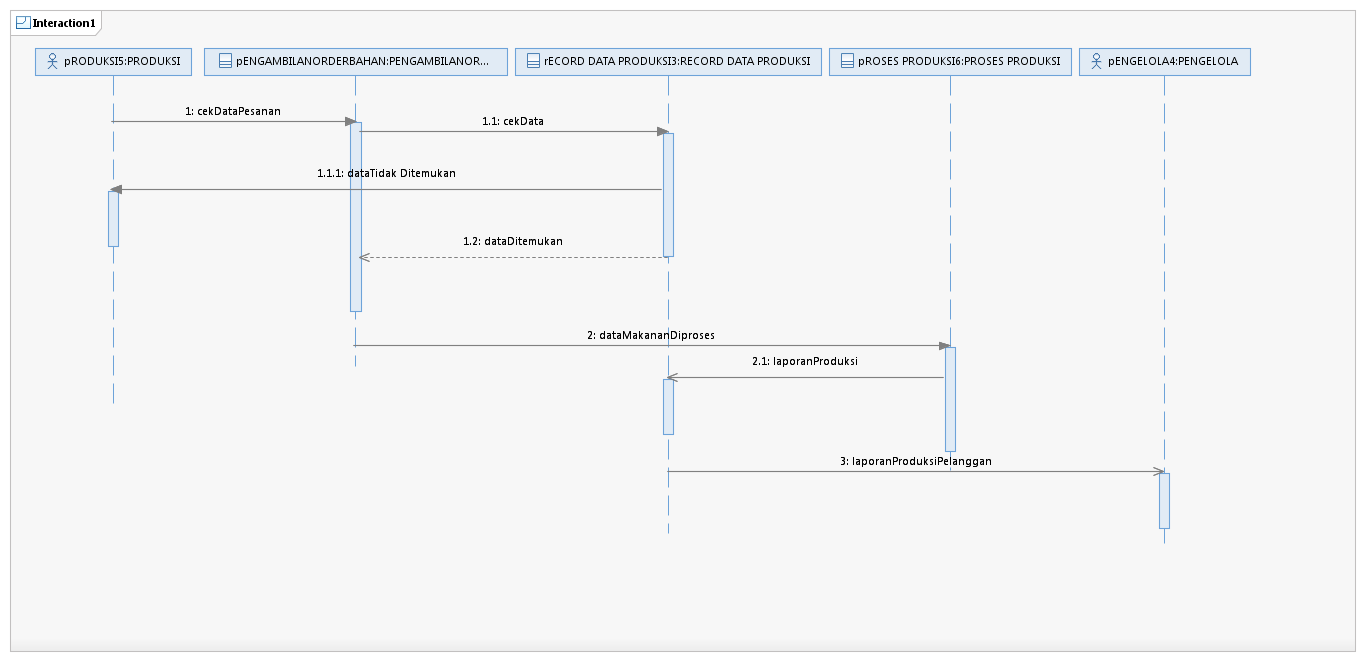 Interaction1
pRODUKSI5:PRODUKSI
pENGAMBILANORDERBAHAN:PENGAMBILANOR...
rECORD DATA PRODUKSI3:RECORD DATA PRODUKSI
pROSES PRODUKSI6:PROSES PRODUKSI
pENGELOLA4:PENGELOLA
1: cekDataPesanan
1.1: cekData
1.1.1: dataTidak Ditemukan
1.2: dataDitemukan
2: dataMakananDiproses
2.1: laporanProduksi
3: laporanProduksiPelanggan